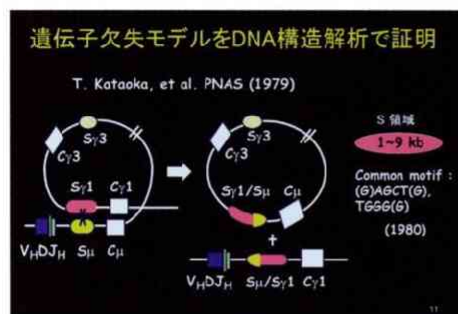 遺伝子欠失モデルをDNA構造解析で証明
T. Kataoka, et al. PNAS (1979)
Sγ3
Cγ3
Sγ1 Cγ1
VHDJH Sμ Cμ
Sγ3
Cγ3
Sγ1/Sμ Cμ
+
VHDJH Sμ/Sγ1 Cγ1
S 領域
1~9 kb
Common motif :
(G)AGCT(G),
TGGG(G)
(1980)
11